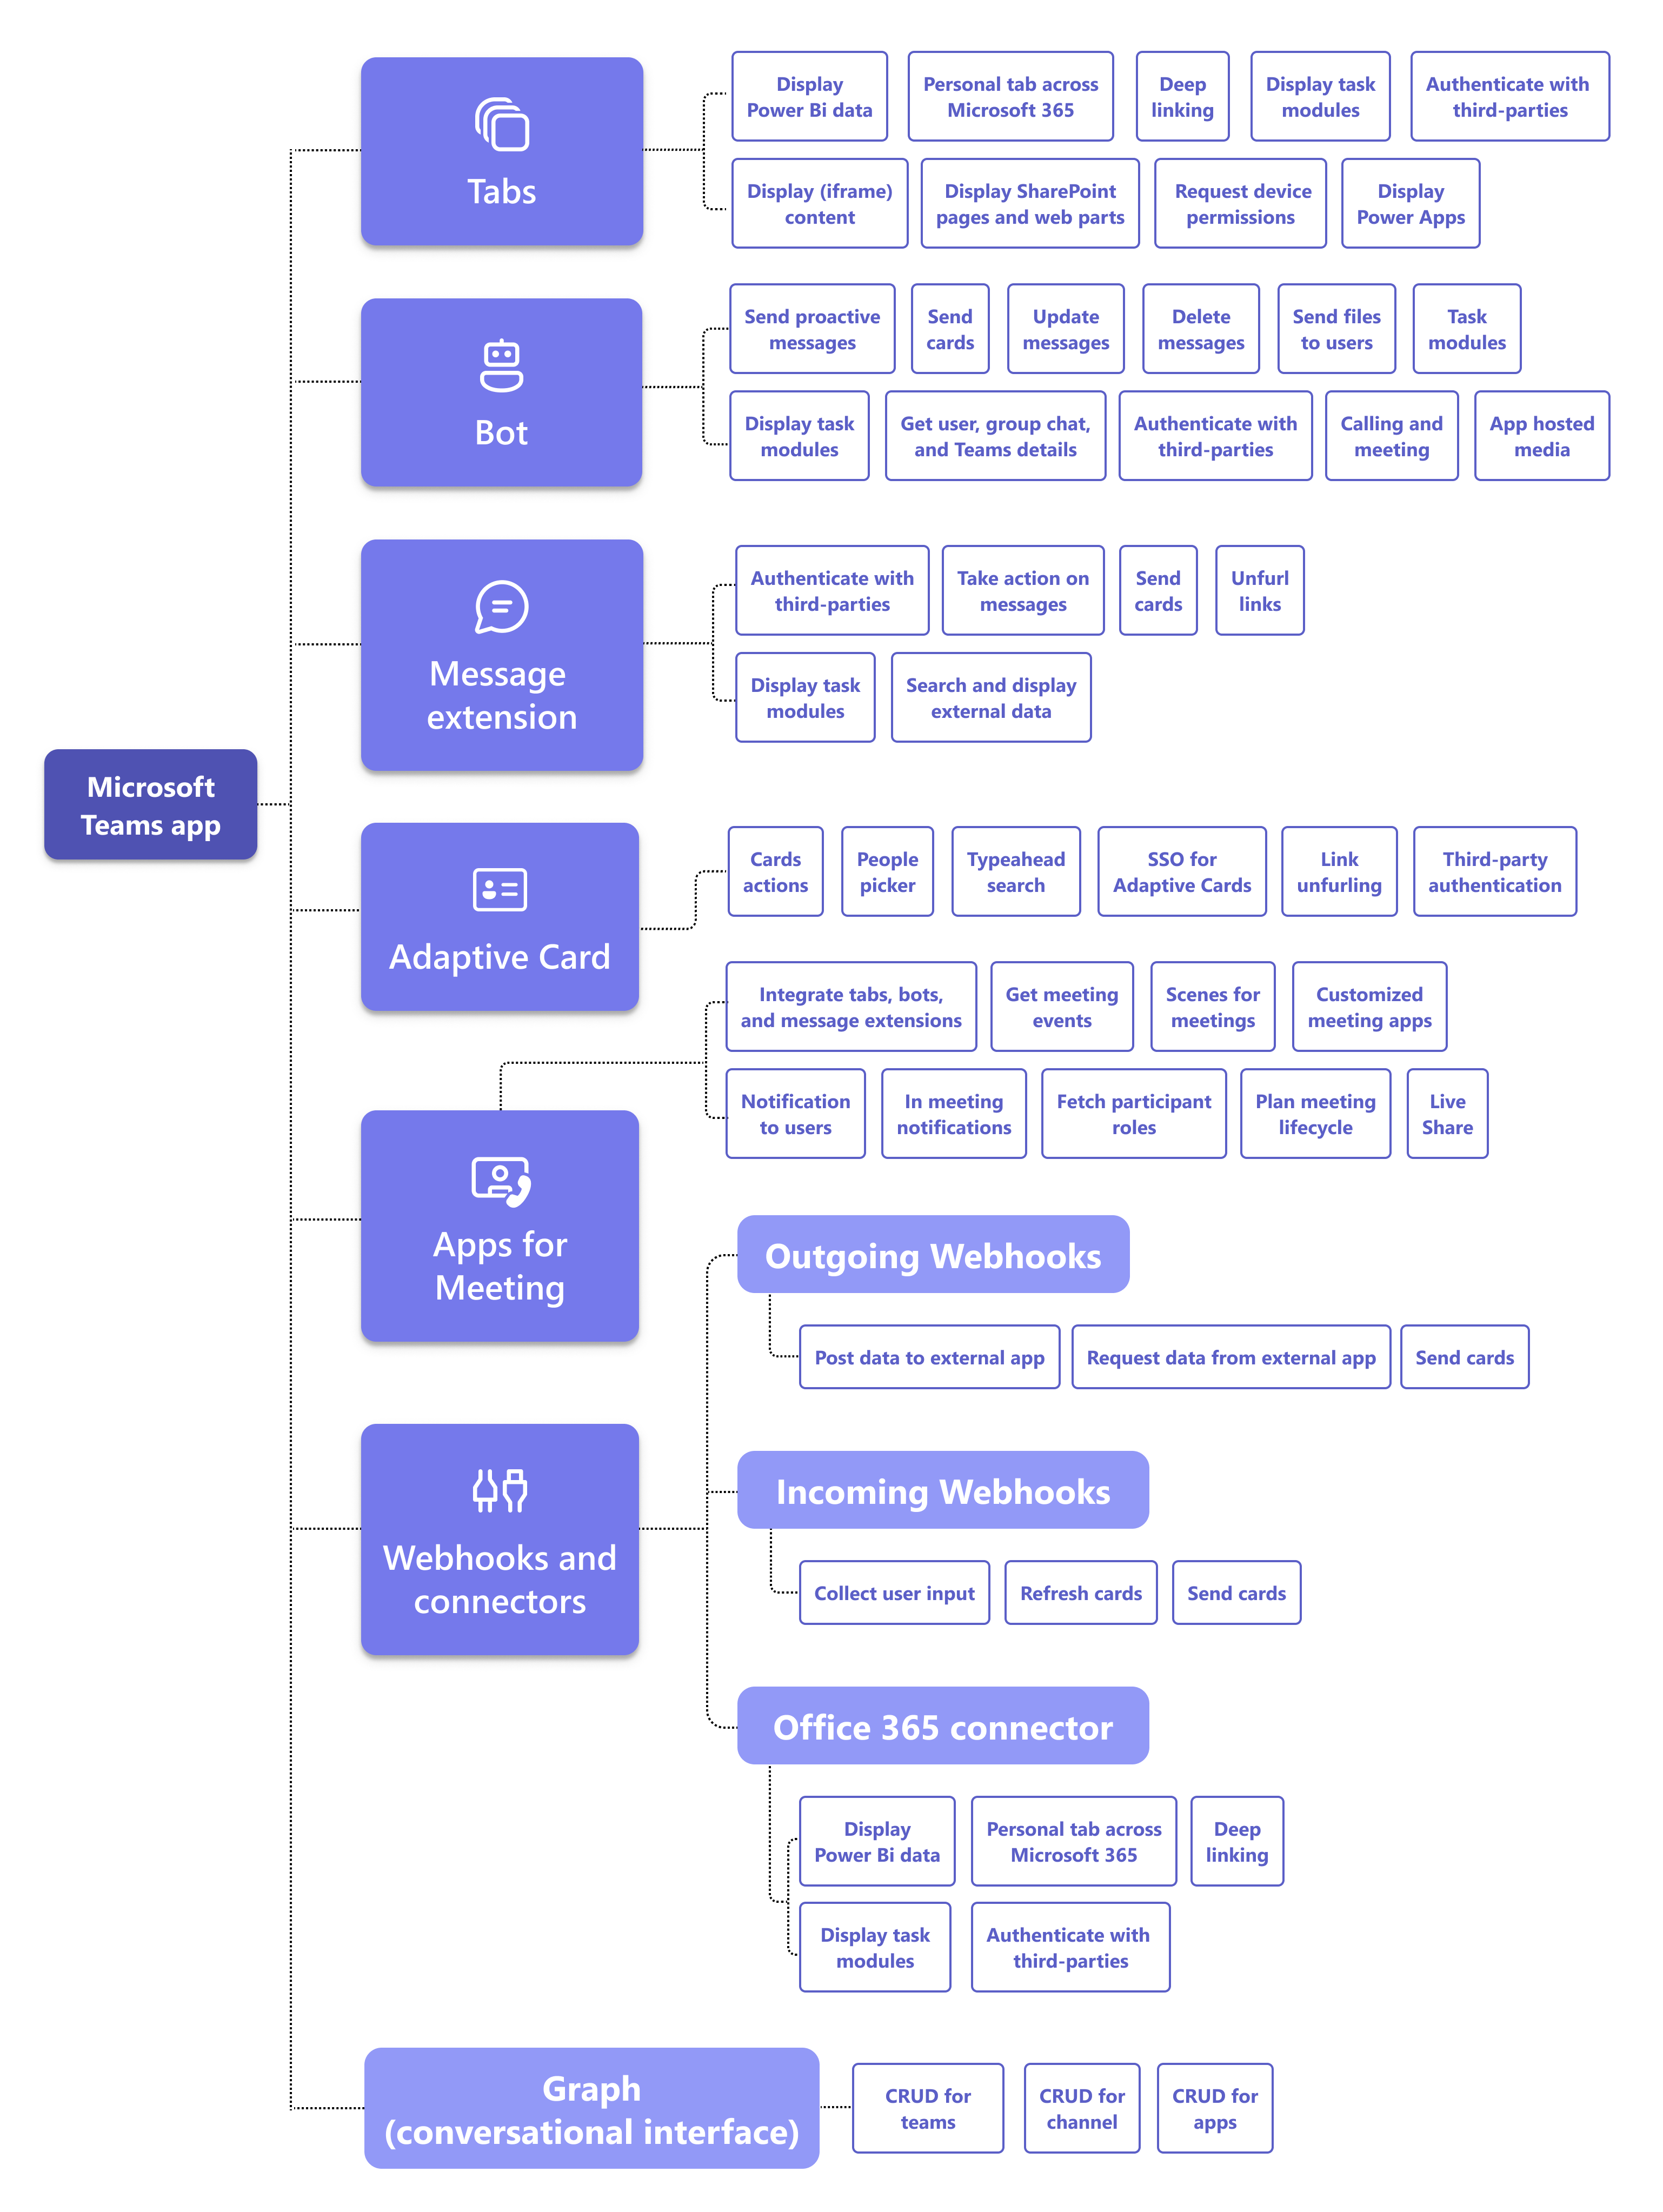 Microsoft
Teams app
Tabs
Display
Power Bi data
Personal tab across
Microsoft 365
Deep
linking
Display task
modules
Authenticate with
third-parties
Display (iframe)
content
Display SharePoint
pages and web parts
Request device
permissions
Display
Power Apps
Bot
Send proactive
messages
Send
cards
Update
messages
Delete
messages
Send files
to users
Task
modules
Display task
modules
Get user, group chat,
and Teams details
Authenticate with
third-parties
Calling and
meeting
App hosted
media
Message
extension
Authenticate with
third-parties
Take action on
messages
Send
cards
Unfurl
links
Display task
modules
Search and display
external data
Adaptive Card
Cards
actions
People
picker
Typeahead
search
SSO for
Adaptive Cards
Link
unfurling
Third-party
authentication
Apps for
Meeting
Integrate tabs, bots,
and message extensions
Get meeting
events
Scenes for
meetings
Customized
meeting apps
Notification
to users
In meeting
notifications
Fetch participant
roles
Plan meeting
lifecycle
Live
Share
Webhooks and
connectors
Outgoing Webhooks
Post data to external app
Request data from external app
Send cards
Incoming Webhooks
Collect user input
Refresh cards
Send cards
Office 365 connector
Display
Power Bi data
Personal tab across
Microsoft 365
Deep
linking
Display task
modules
Authenticate with
third-parties
Graph
(conversational interface)
CRUD for
teams
CRUD for
channel
CRUD for
apps